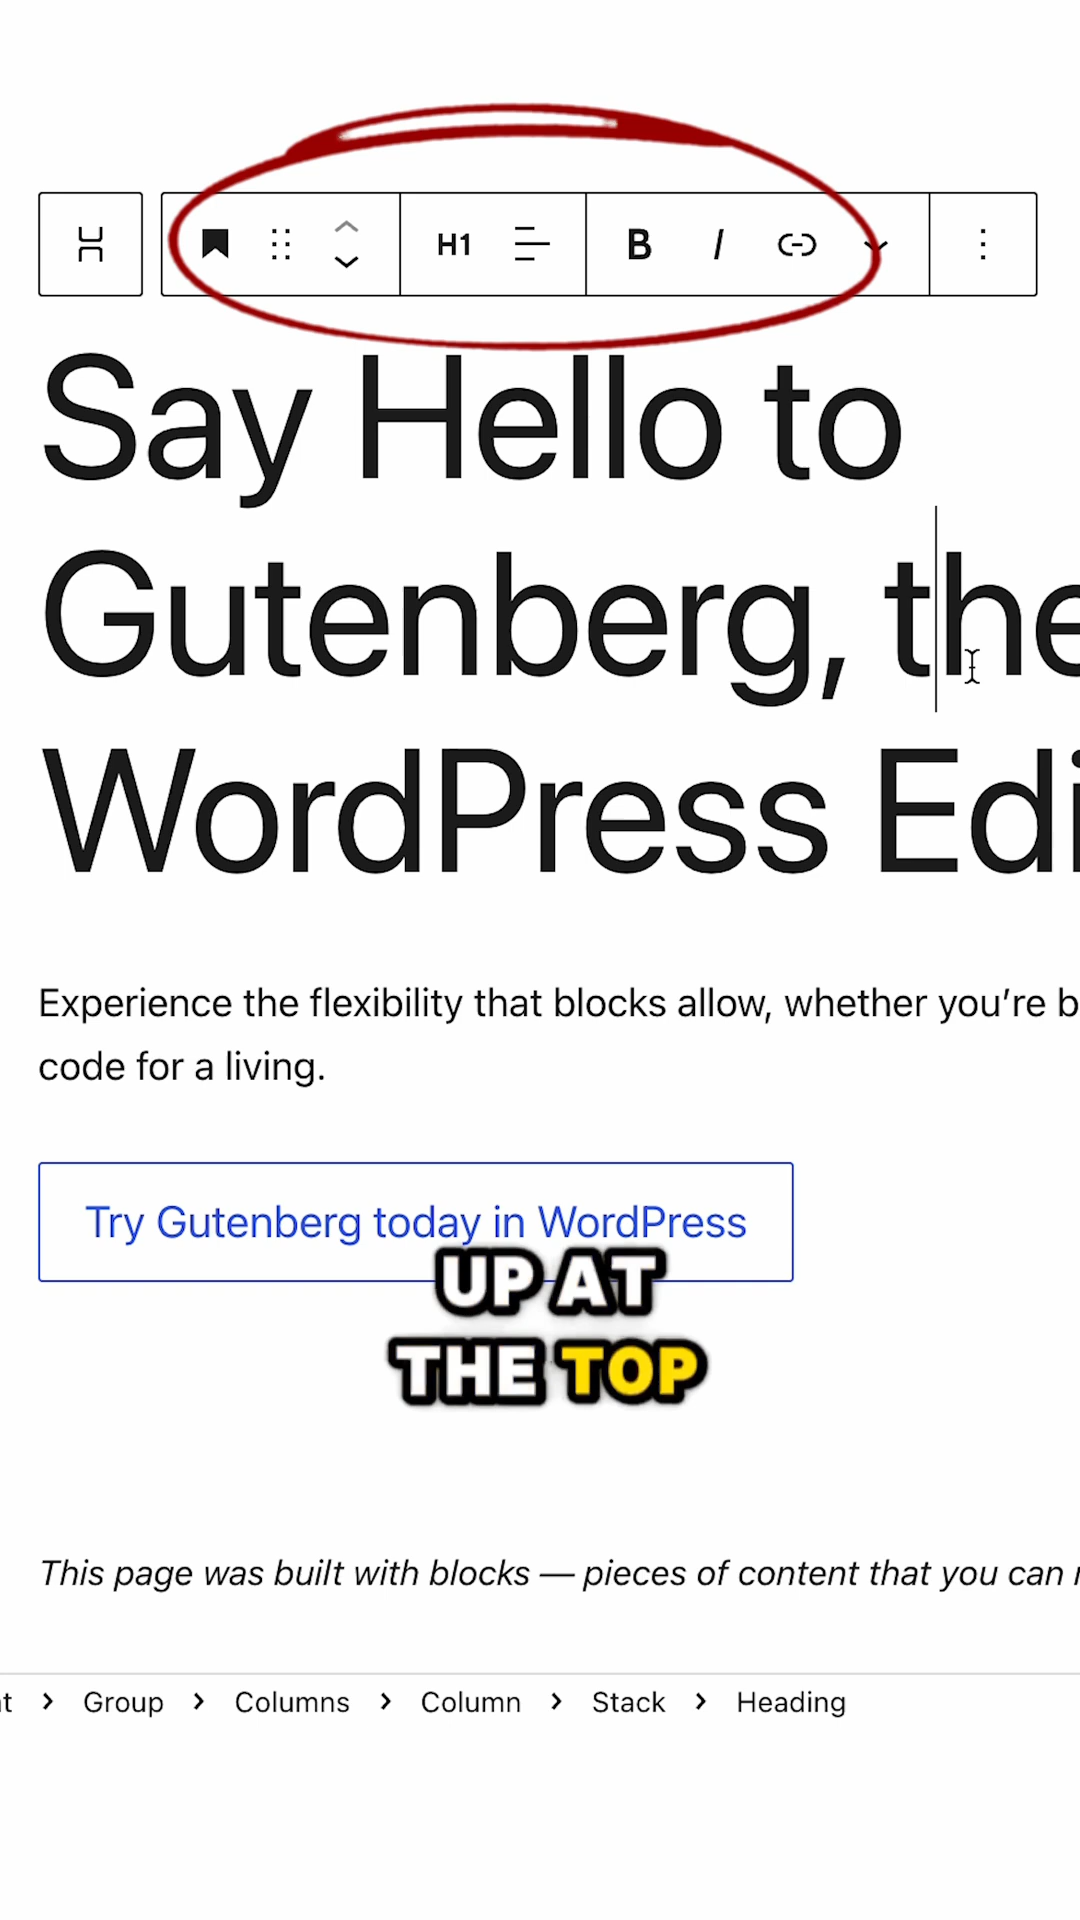 H1 B I
Say Hello to
Gutenberg, the
WordPress Edi
Experience the flexibility that blocks allow, whether you’re b
code for a living.
Try Gutenberg today in WordPress
UP AT
THE TOP
This page was built with blocks — pieces of content that you can
Group Columns Column Stack Heading